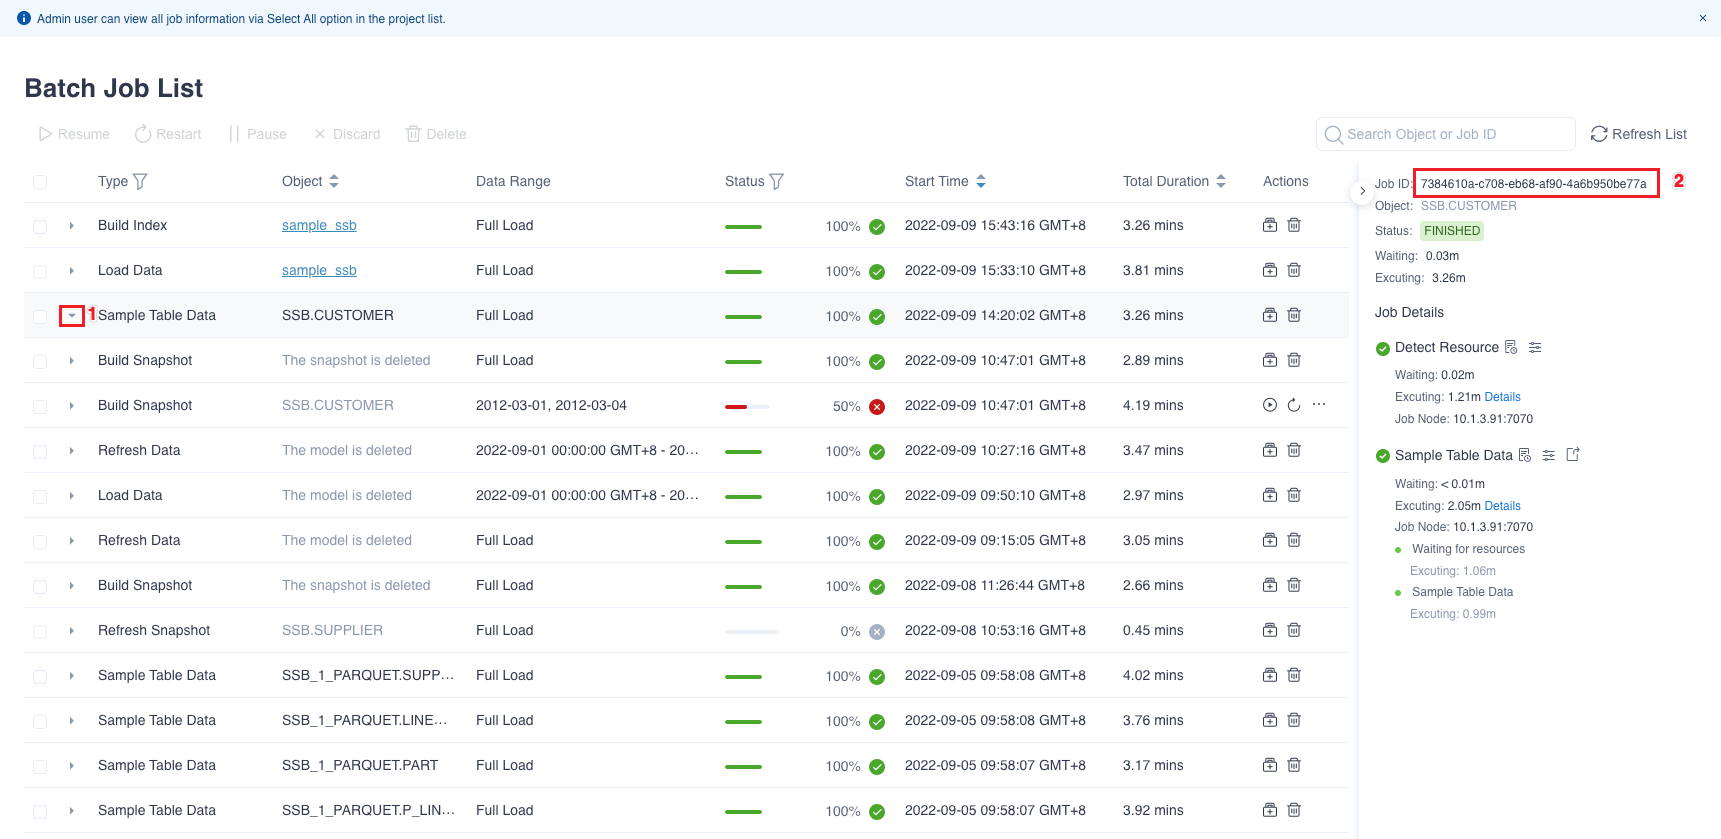 Admin user can view all job information via Select All option in the project list.
Batch Job List
Resume Restart Pause Discard Delete
Search Object or Job ID Refresh List
Type Object Data Range Status Start Time Total Duration Actions
Build Index sample_ssb Full Load 100% 2022-09-09 15:43:16 GMT+8 3.26 mins
Load Data sample_ssb Full Load 100% 2022-09-09 15:33:10 GMT+8 3.81 mins
1 Sample Table Data SSB.CUSTOMER Full Load 100% 2022-09-09 14:20:02 GMT+8 3.26 mins
Build Snapshot The snapshot is deleted Full Load 100% 2022-09-09 10:47:01 GMT+8 2.89 mins
Build Snapshot SSB.CUSTOMER 2012-03-01, 2012-03-04 50% 2022-09-09 10:47:01 GMT+8 4.19 mins ...
Refresh Data The model is deleted 2022-09-01 00:00:00 GMT+8 - 20... 100% 2022-09-09 10:27:16 GMT+8 3.47 mins
Load Data The model is deleted 2022-09-01 00:00:00 GMT+8 - 20... 100% 2022-09-09 09:50:10 GMT+8 2.97 mins
Refresh Data The model is deleted Full Load 100% 2022-09-09 09:15:05 GMT+8 3.05 mins
Build Snapshot The snapshot is deleted Full Load 100% 2022-09-08 11:26:44 GMT+8 2.66 mins
Refresh Snapshot SSB.SUPPLIER Full Load 0% 2022-09-08 10:53:16 GMT+8 0.45 mins
Sample Table Data SSB_1_PARQUET.SUPP... Full Load 100% 2022-09-05 09:58:08 GMT+8 4.02 mins
Sample Table Data SSB_1_PARQUET.LINE... Full Load 100% 2022-09-05 09:58:08 GMT+8 3.76 mins
Sample Table Data SSB_1_PARQUET.PART Full Load 100% 2022-09-05 09:58:07 GMT+8 3.17 mins
Sample Table Data SSB_1_PARQUET.P_LIN... Full Load 100% 2022-09-05 09:58:07 GMT+8 3.92 mins
Job ID: 7384610a-c708-eb68-af90-4a6b950be77a 2
Object: SSB.CUSTOMER
Status: FINISHED
Waiting: 0.03m
Excuting: 3.26m
Job Details
Detect Resource
Waiting: 0.02m
Excuting: 1.21m Details
Job Node: 10.1.3.91:7070
Sample Table Data
Waiting: < 0.01m
Excuting: 2.05m Details
Job Node: 10.1.3.91:7070
Waiting for resources
Excuting: 1.06m
Sample Table Data
Excuting: 0.99m